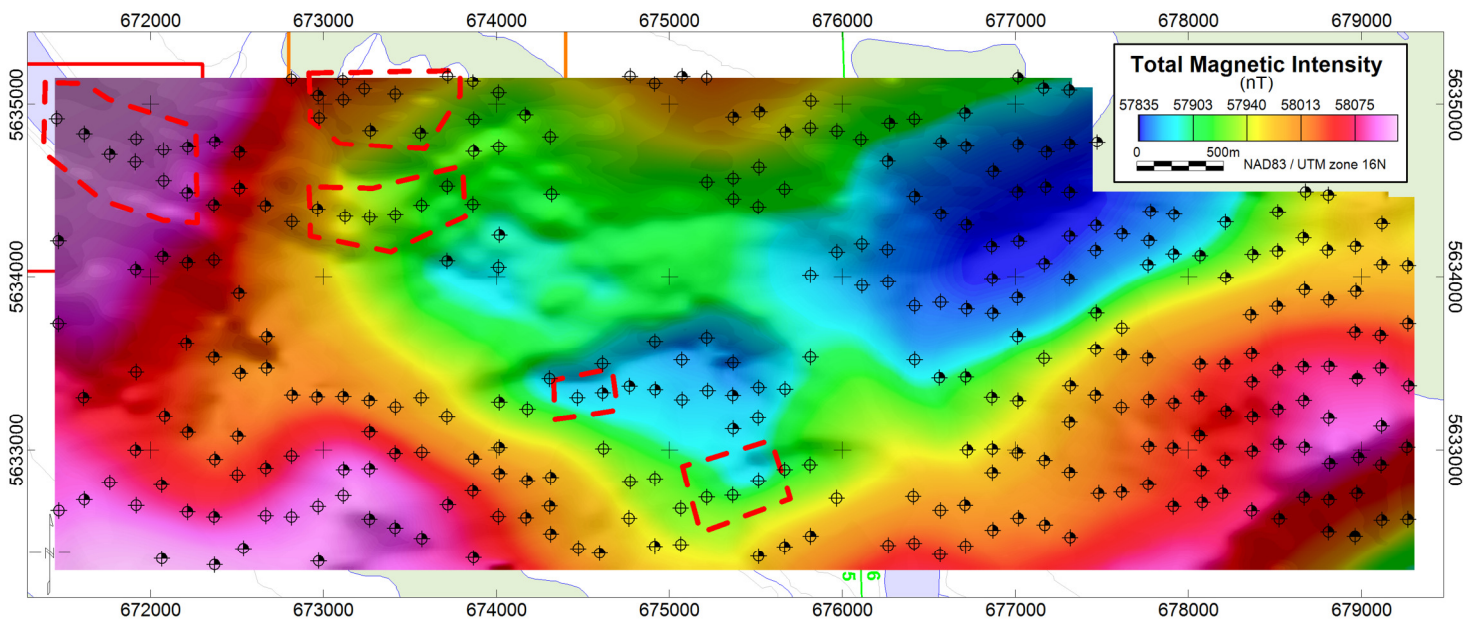 672000 673000 674000 675000 676000 677000 678000 679000
Total Magnetic Intensity
(nT)
57835 57903 57940 58013 58075
0 500m
NAD83 / UTM zone 16N
5635000 5635000
5634000 5634000
5633000 5633000
N
5 6
672000 673000 674000 675000 676000 677000 678000 679000